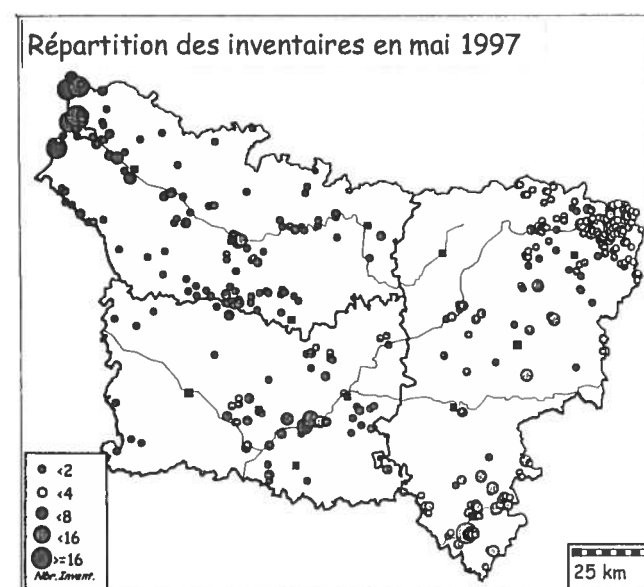 Répartition des inventaires en mai 1997
<2
<4
<8
<16
>=16
Nbr.Invent.
25 km